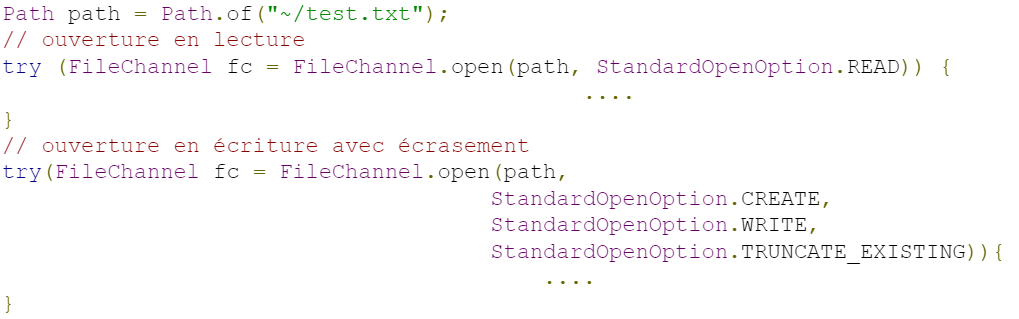 Path path = Path.of("~/test.txt");
// ouverture en lecture
try (FileChannel fc = FileChannel.open(path, StandardOpenOption.READ)) {
....
}
// ouverture en écriture avec écrasement
try(FileChannel fc = FileChannel.open(path,
StandardOpenOption.CREATE,
StandardOpenOption.WRITE,
StandardOpenOption.TRUNCATE_EXISTING)){
....
}